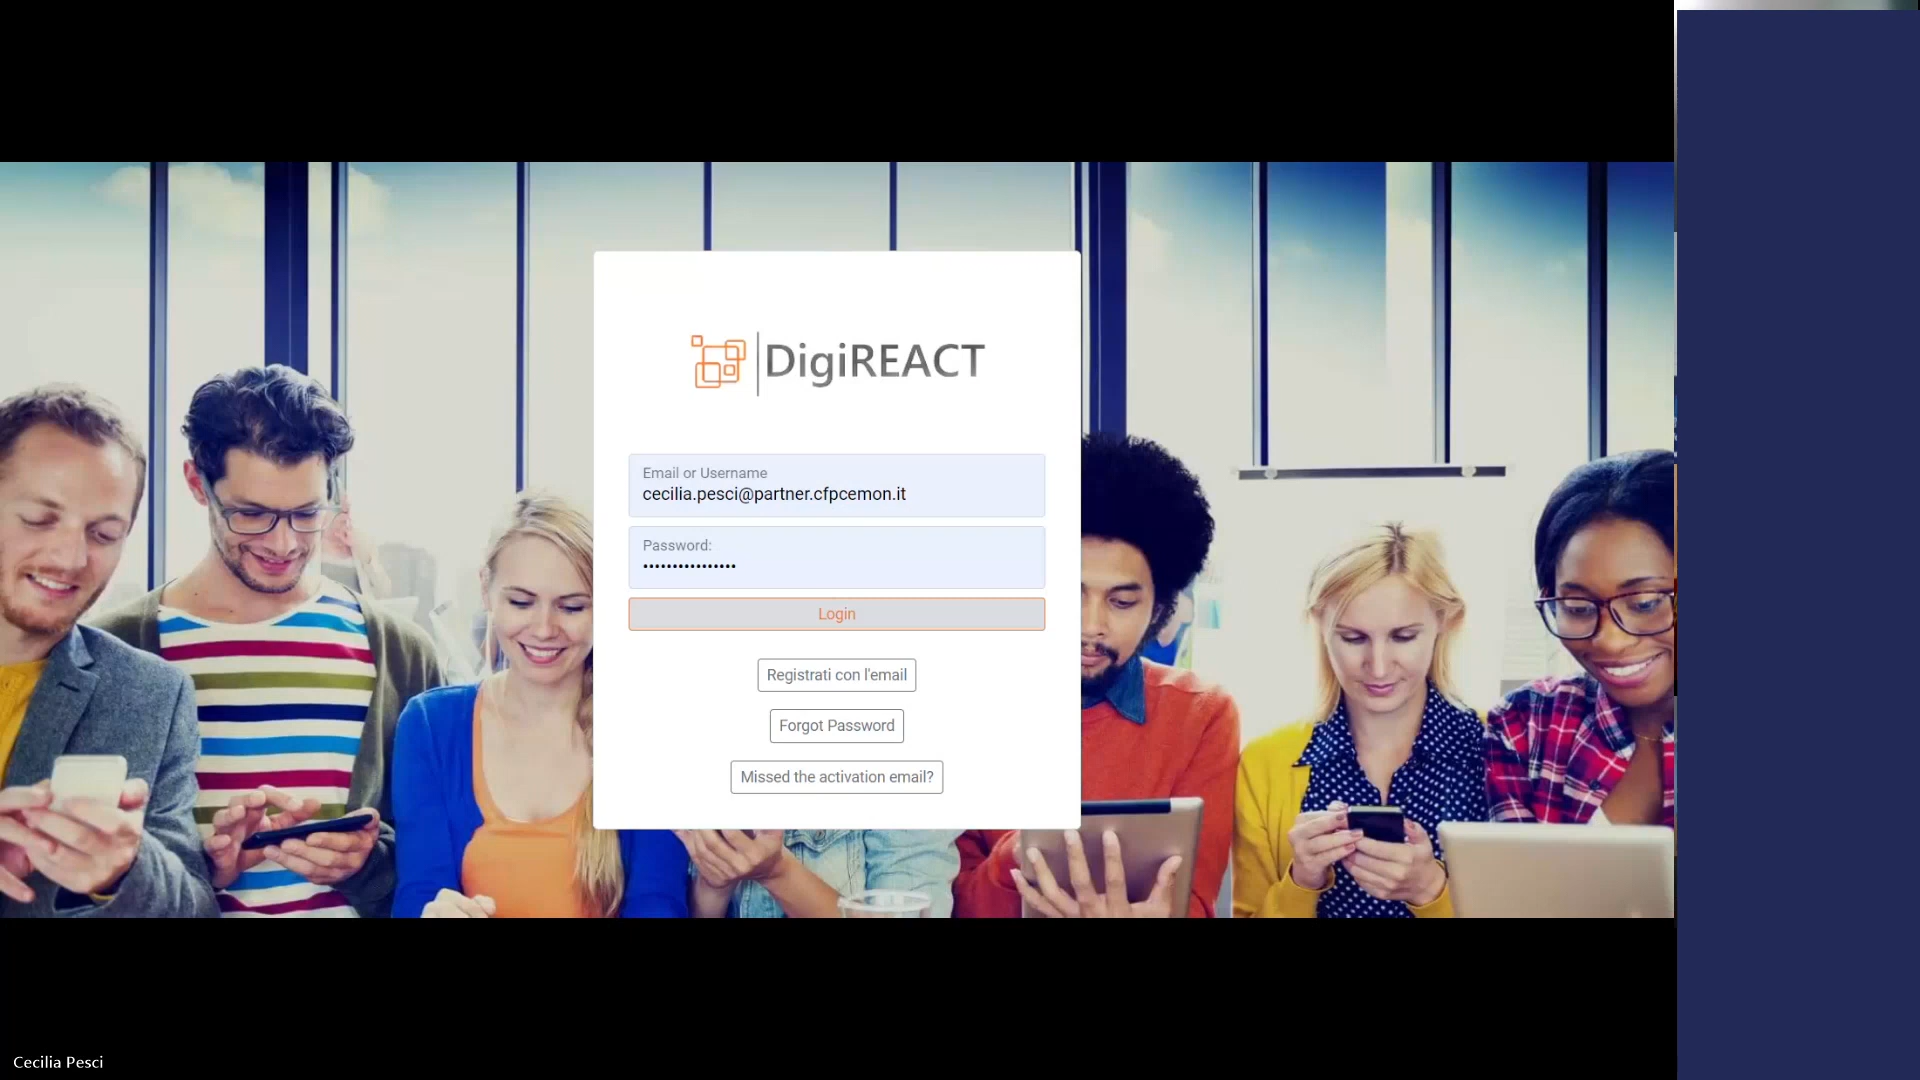 DigiREACT
Email or Username
cecilia.pesci@partner.cfpcemon.it
Password:
••••••••••••••••
Login
Registrati con l'email
Forgot Password
Missed the activation email?
Cecilia Pesci